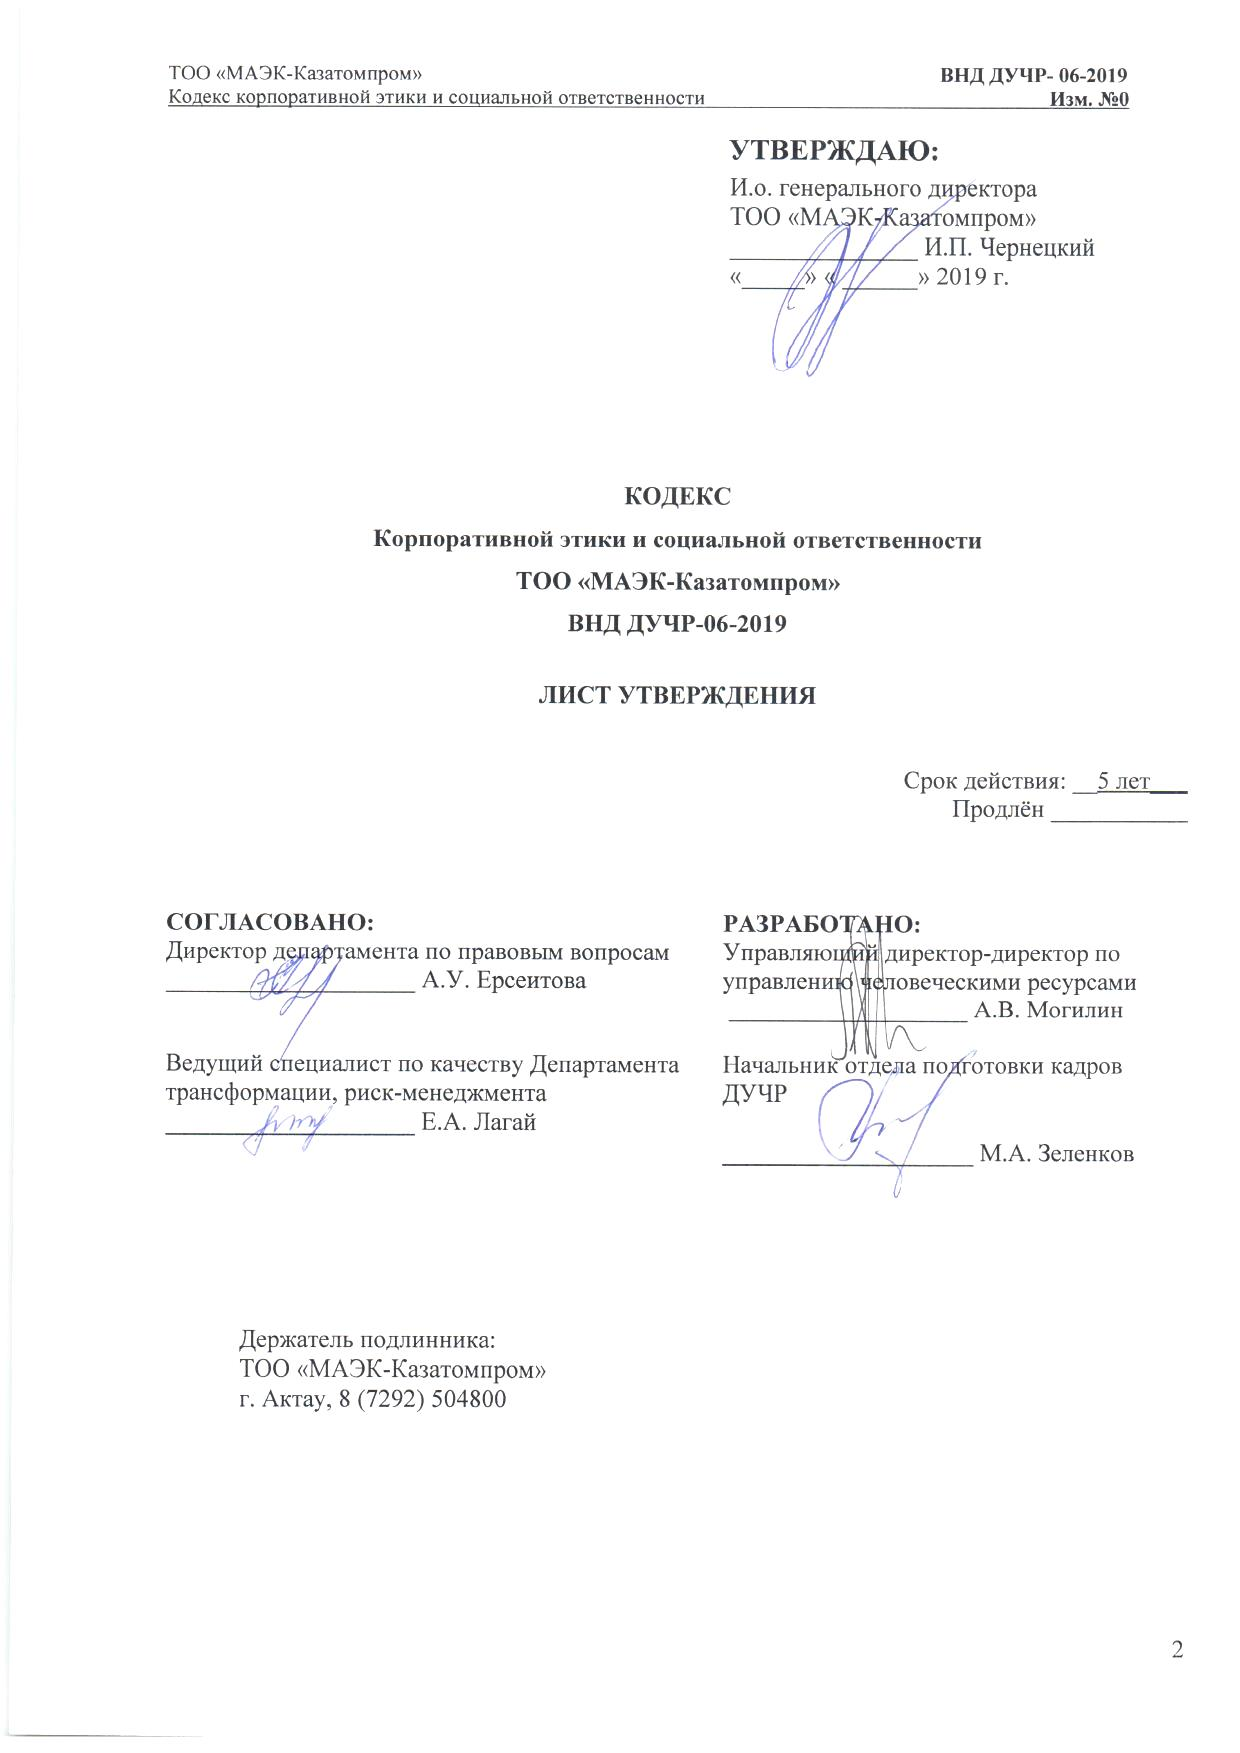 ТОО «МАЭК-Казатомпром» ВНД ДУЧР- 06-2019
Кодекс корпоративной этики и социальной ответственности Изм. №0
УТВЕРЖДАЮ:
И.о. генерального директора
ТОО «МАЭК-Казатомпром»
_______________ И.П. Чернецкий
«_____» « ______» 2019 г.
КОДЕКС
Корпоративной этики и социальной ответственности
ТОО «МАЭК-Казатомпром»
ВНД ДУЧР-06-2019
ЛИСТ УТВЕРЖДЕНИЯ
Срок действия: __5 лет___
Продлён ___________
СОГЛАСОВАНО:
Директор департамента по правовым вопросам
____________________ А.У. Ерсеитова
Ведущий специалист по качеству Департамента
трансформации, риск-менеджмента
____________________ Е.А. Лагай
РАЗРАБОТАНО:
Управляющий директор-директор по
управлению человеческими ресурсами
___________________ А.В. Могилин
Начальник отдела подготовки кадров
ДУЧР
____________________ М.А. Зеленков
Держатель подлинника:
ТОО «МАЭК-Казатомпром»
г. Актау, 8 (7292) 504800
2